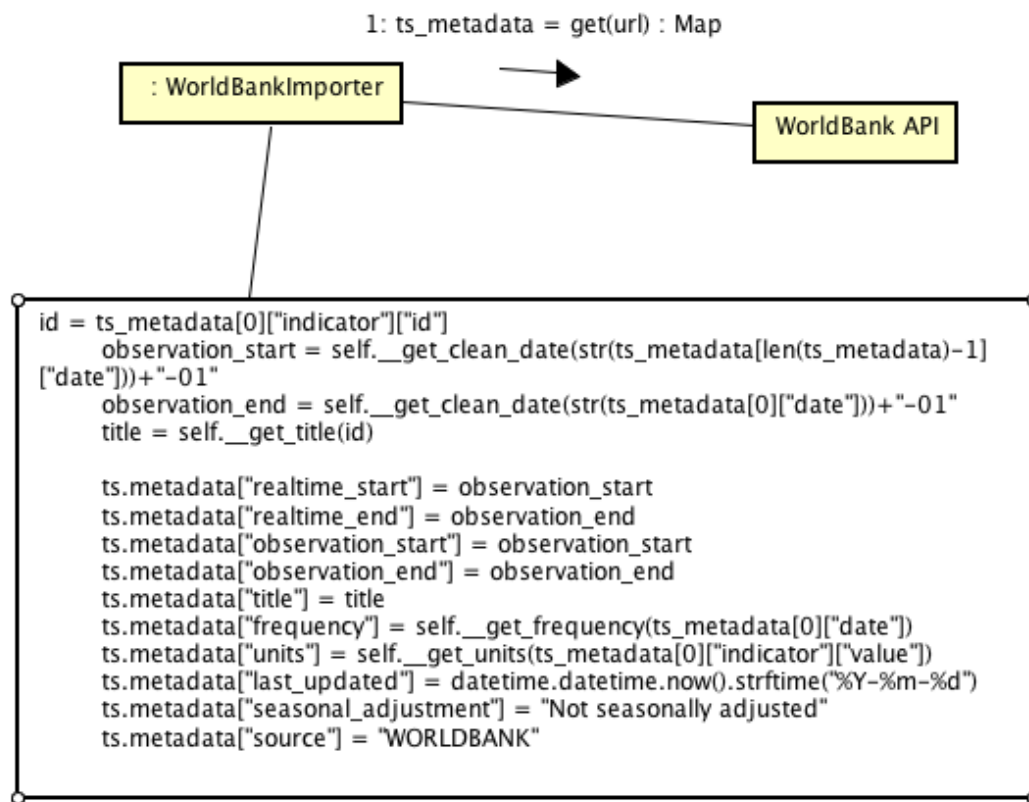 1: ts_metadata = get(url) : Map
: WorldBankImporter
WorldBank API
id = ts_metadata[0]["indicator"]["id"]
observation_start = self.__get_clean_date(str(ts_metadata[len(ts_metadata)-1]
["date"]))+"-01"
observation_end = self.__get_clean_date(str(ts_metadata[0]["date"]))+"-01"
title = self.__get_title(id)
ts.metadata["realtime_start"] = observation_start
ts.metadata["realtime_end"] = observation_end
ts.metadata["observation_start"] = observation_start
ts.metadata["observation_end"] = observation_end
ts.metadata["title"] = title
ts.metadata["frequency"] = self.__get_frequency(ts_metadata[0]["date"])
ts.metadata["units"] = self.__get_units(ts_metadata[0]["indicator"]["value"])
ts.metadata["last_updated"] = datetime.datetime.now().strftime("%Y-%m-%d")
ts.metadata["seasonal_adjustment"] = "Not seasonally adjusted"
ts.metadata["source"] = "WORLDBANK"